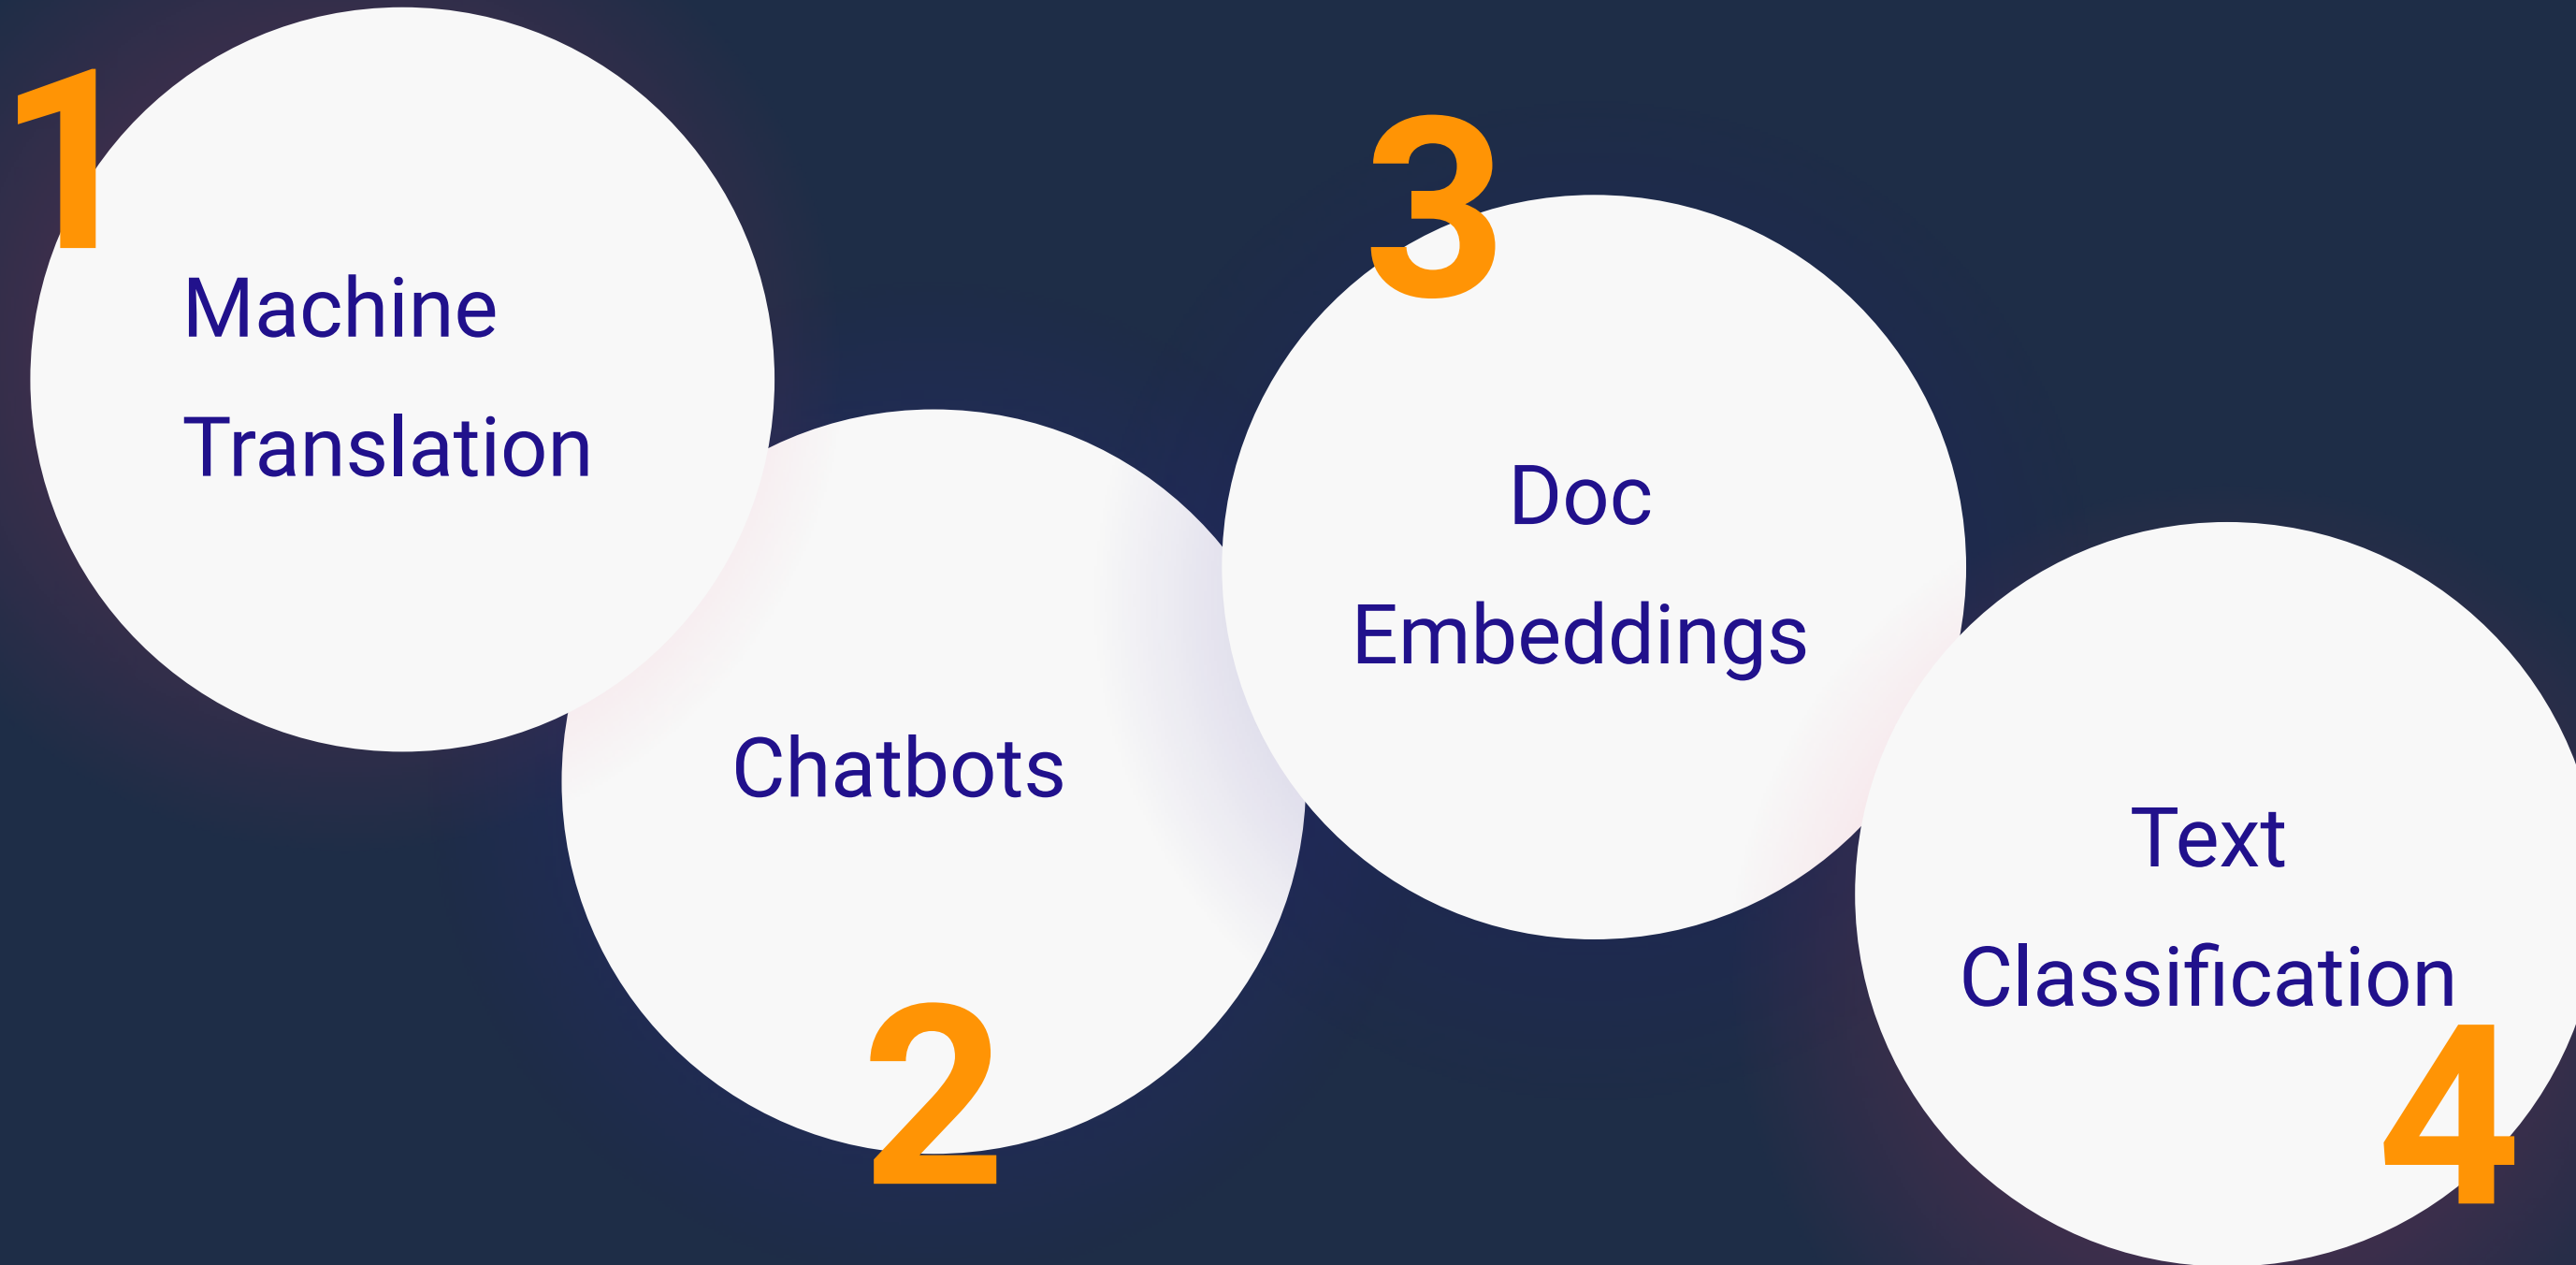 1
Machine
Translation
2
Chatbots
3
Doc
Embeddings
4
Text
Classification